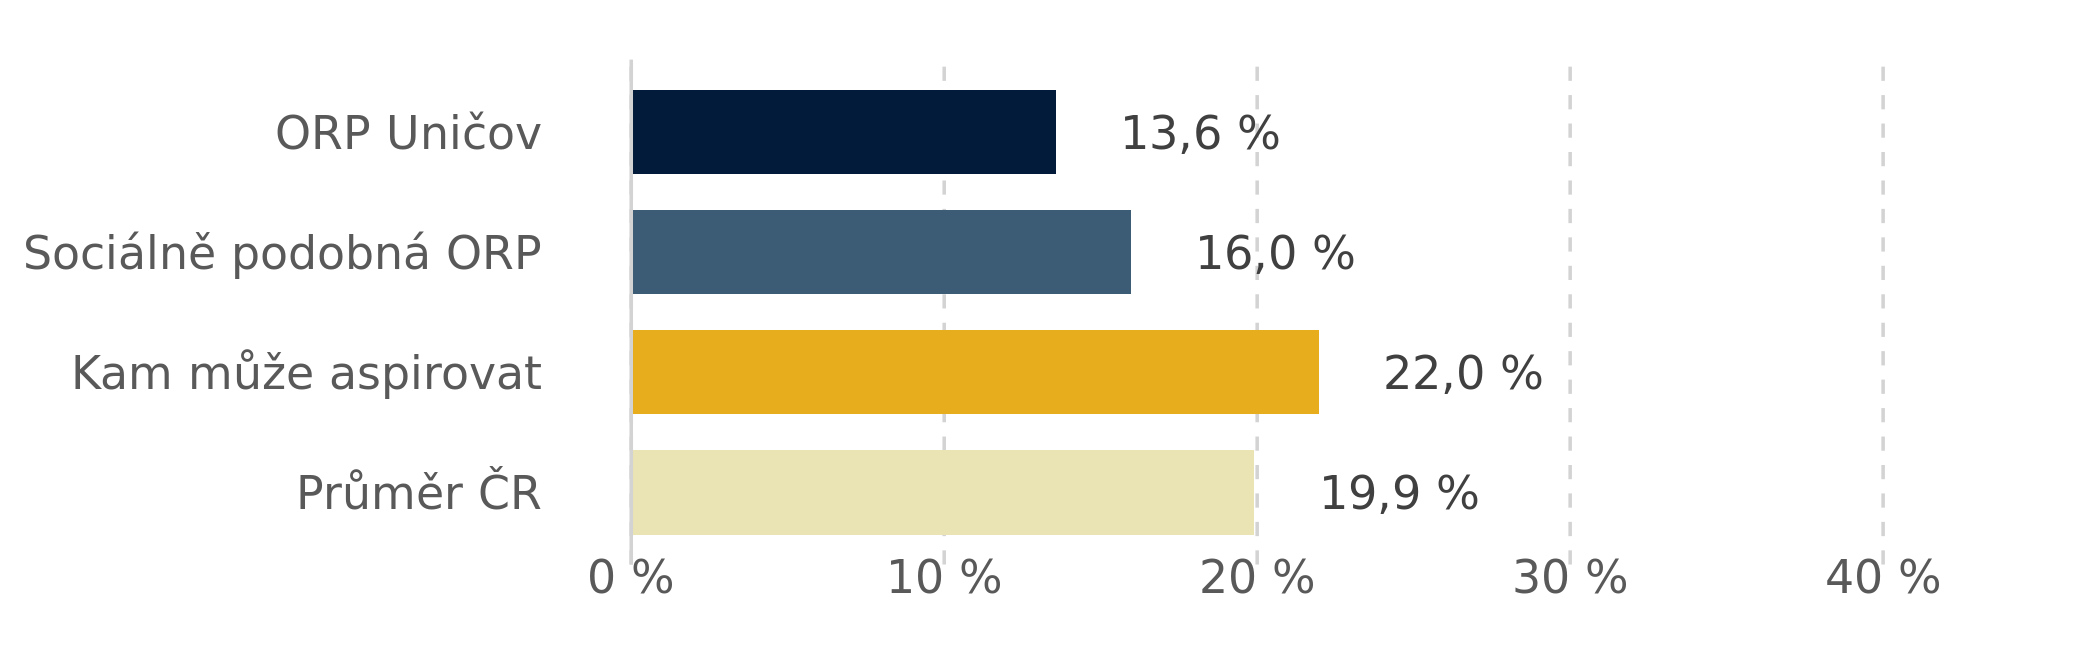 ORP Uničov 13,6 %
Sociálně podobná ORP 16,0 %
Kam může aspirovat 22,0 %
Průměr ČR 19,9 %
0 % 10 % 20 % 30 % 40 %